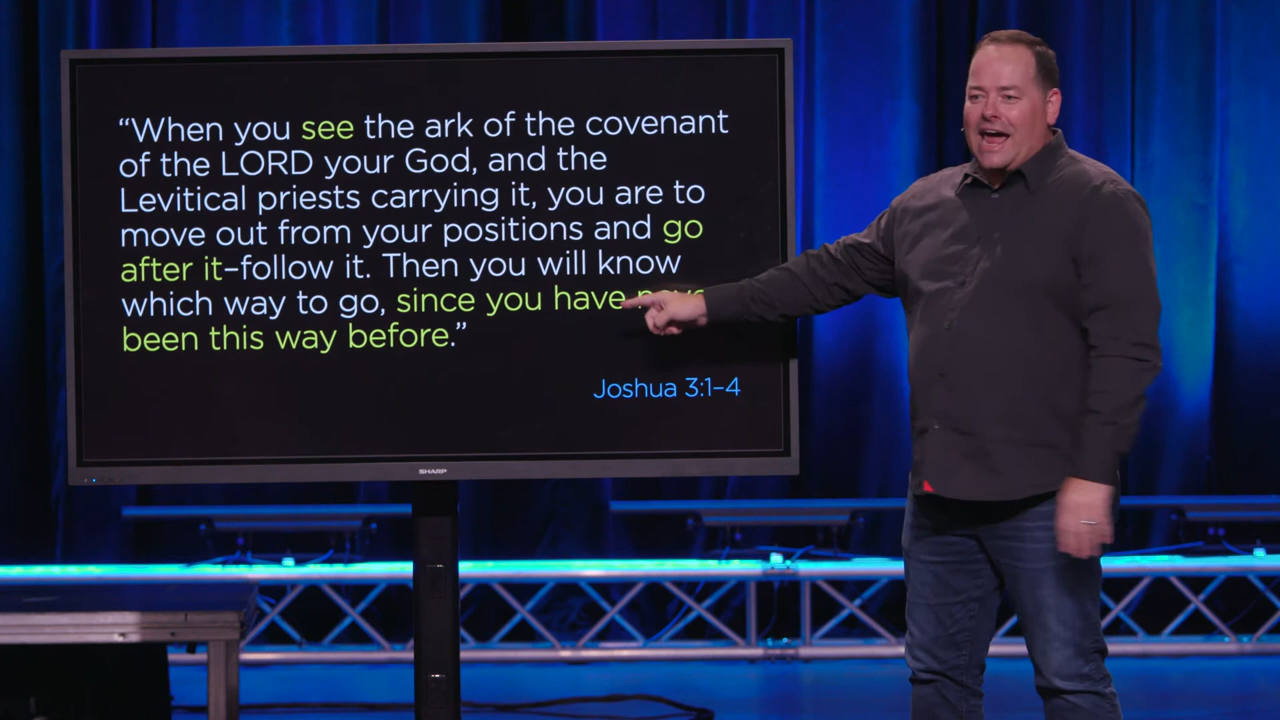 “When you see the ark of the covenant
of the LORD your God, and the
Levitical priests carrying it, you are to
move out from your positions and go
after it–follow it. Then you will know
which way to go, since you have
been this way before.”
Joshua 3:1–4
SHARP